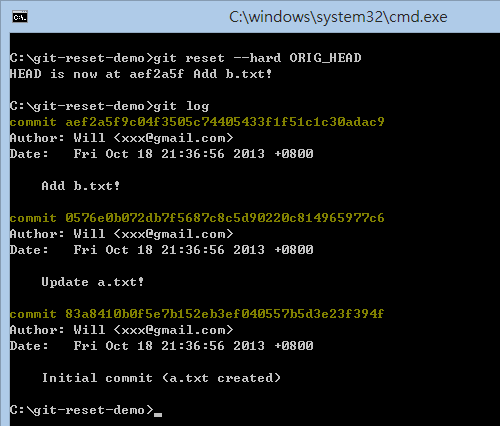 C:\windows\system32\cmd.exe
C:\git-reset-demo>git reset --hard ORIG_HEAD
HEAD is now at aef2a5f Add b.txt!
C:\git-reset-demo>git log
commit aef2a5f9c04f3505c74405433f1f51c1c30adac9
Author: Will <xxx@gmail.com>
Date:   Fri Oct 18 21:36:56 2013 +0800
Add b.txt!
commit 0576e0b072db7f5687c8c5d90220c814965977c6
Author: Will <xxx@gmail.com>
Date:   Fri Oct 18 21:36:56 2013 +0800
Update a.txt!
commit 83a8410b0f5e7b152eb3ef040557b5d3e23f394f
Author: Will <xxx@gmail.com>
Date:   Fri Oct 18 21:36:56 2013 +0800
Initial commit (a.txt created)
C:\git-reset-demo>_